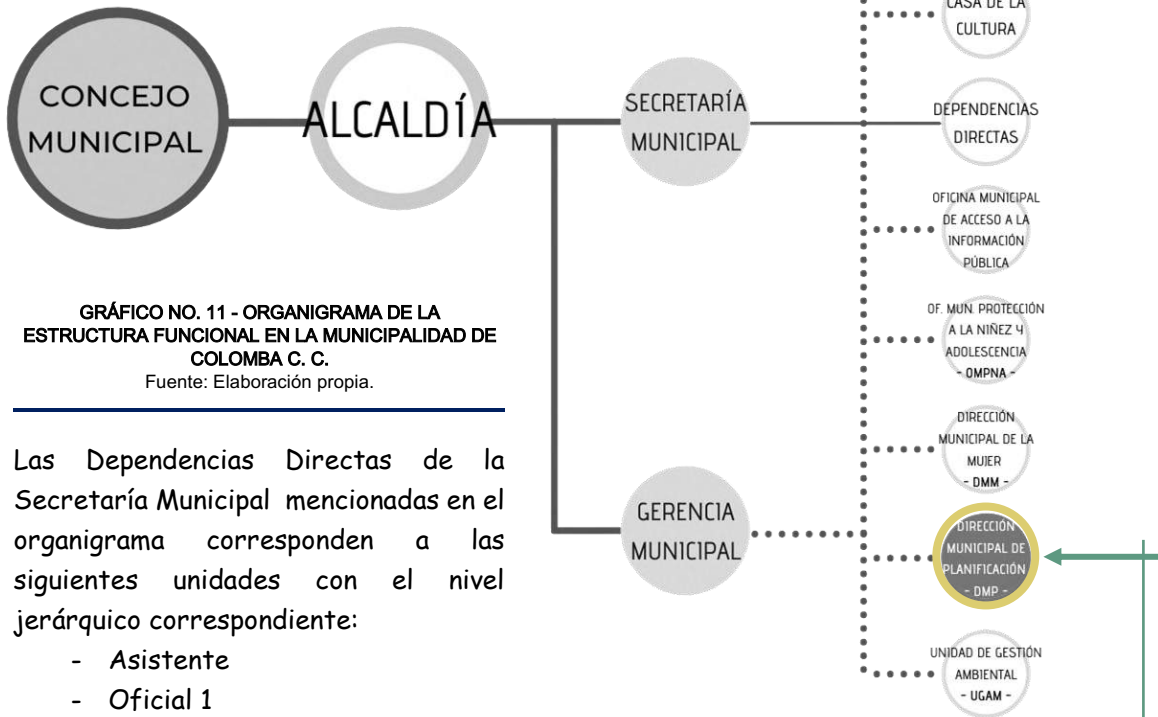 CONCEJO
MUNICIPAL
ALCALDÍA
SECRETARÍA
MUNICIPAL
GERENCIA
MUNICIPAL
CASA DE LA
CULTURA
DEPENDENCIAS
DIRECTAS
OFICINA MUNICIPAL
DE ACCESO A LA
INFORMACIÓN
PÚBLICA
OF. MUN. PROTECCIÓN
A LA NIÑEZ Y
ADOLESCENCIA
- OMPNA -
DIRECCIÓN
MUNICIPAL DE LA
MUJER
- DMM -
DIRECCIÓN
MUNICIPAL DE
PLANIFICACIÓN
- DMP -
UNIDAD DE GESTIÓN
AMBIENTAL
- UGAM -
GRÁFICO NO. 11 - ORGANIGRAMA DE LA
ESTRUCTURA FUNCIONAL EN LA MUNICIPALIDAD DE
COLOMBA C. C.
Fuente: Elaboración propia.
Las Dependencias Directas de la
Secretaría Municipal mencionadas en el
organigrama corresponden a las
siguientes unidades con el nivel
jerárquico correspondiente:
- Asistente
- Oficial 1